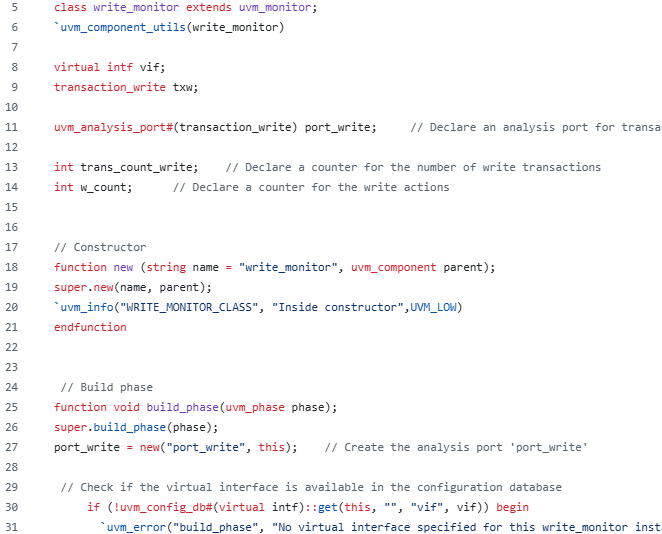 5 class write_monitor extends uvm_monitor;
6 `uvm_component_utils(write_monitor)
7
8 virtual intf vif;
9 transaction_write txw;
10
11 uvm_analysis_port#(transaction_write) port_write; // Declare an analysis port for transa
12
13 int trans_count_write; // Declare a counter for the number of write transactions
14 int w_count; // Declare a counter for the write actions
15
16
17 // Constructor
18 function new (string name = "write_monitor", uvm_component parent);
19 super.new(name, parent);
20 `uvm_info("WRITE_MONITOR_CLASS", "Inside constructor",UVM_LOW)
21 endfunction
22
23
24 // Build phase
25 function void build_phase(uvm_phase phase);
26 super.build_phase(phase);
27 port_write = new("port_write", this); // Create the analysis port 'port_write'
28
29 // Check if the virtual interface is available in the configuration database
30 if (!uvm_config_db#(virtual intf)::get(this, "", "vif", vif)) begin
31 `uvm_error("build_phase", "No virtual interface specified for this write_monitor inst